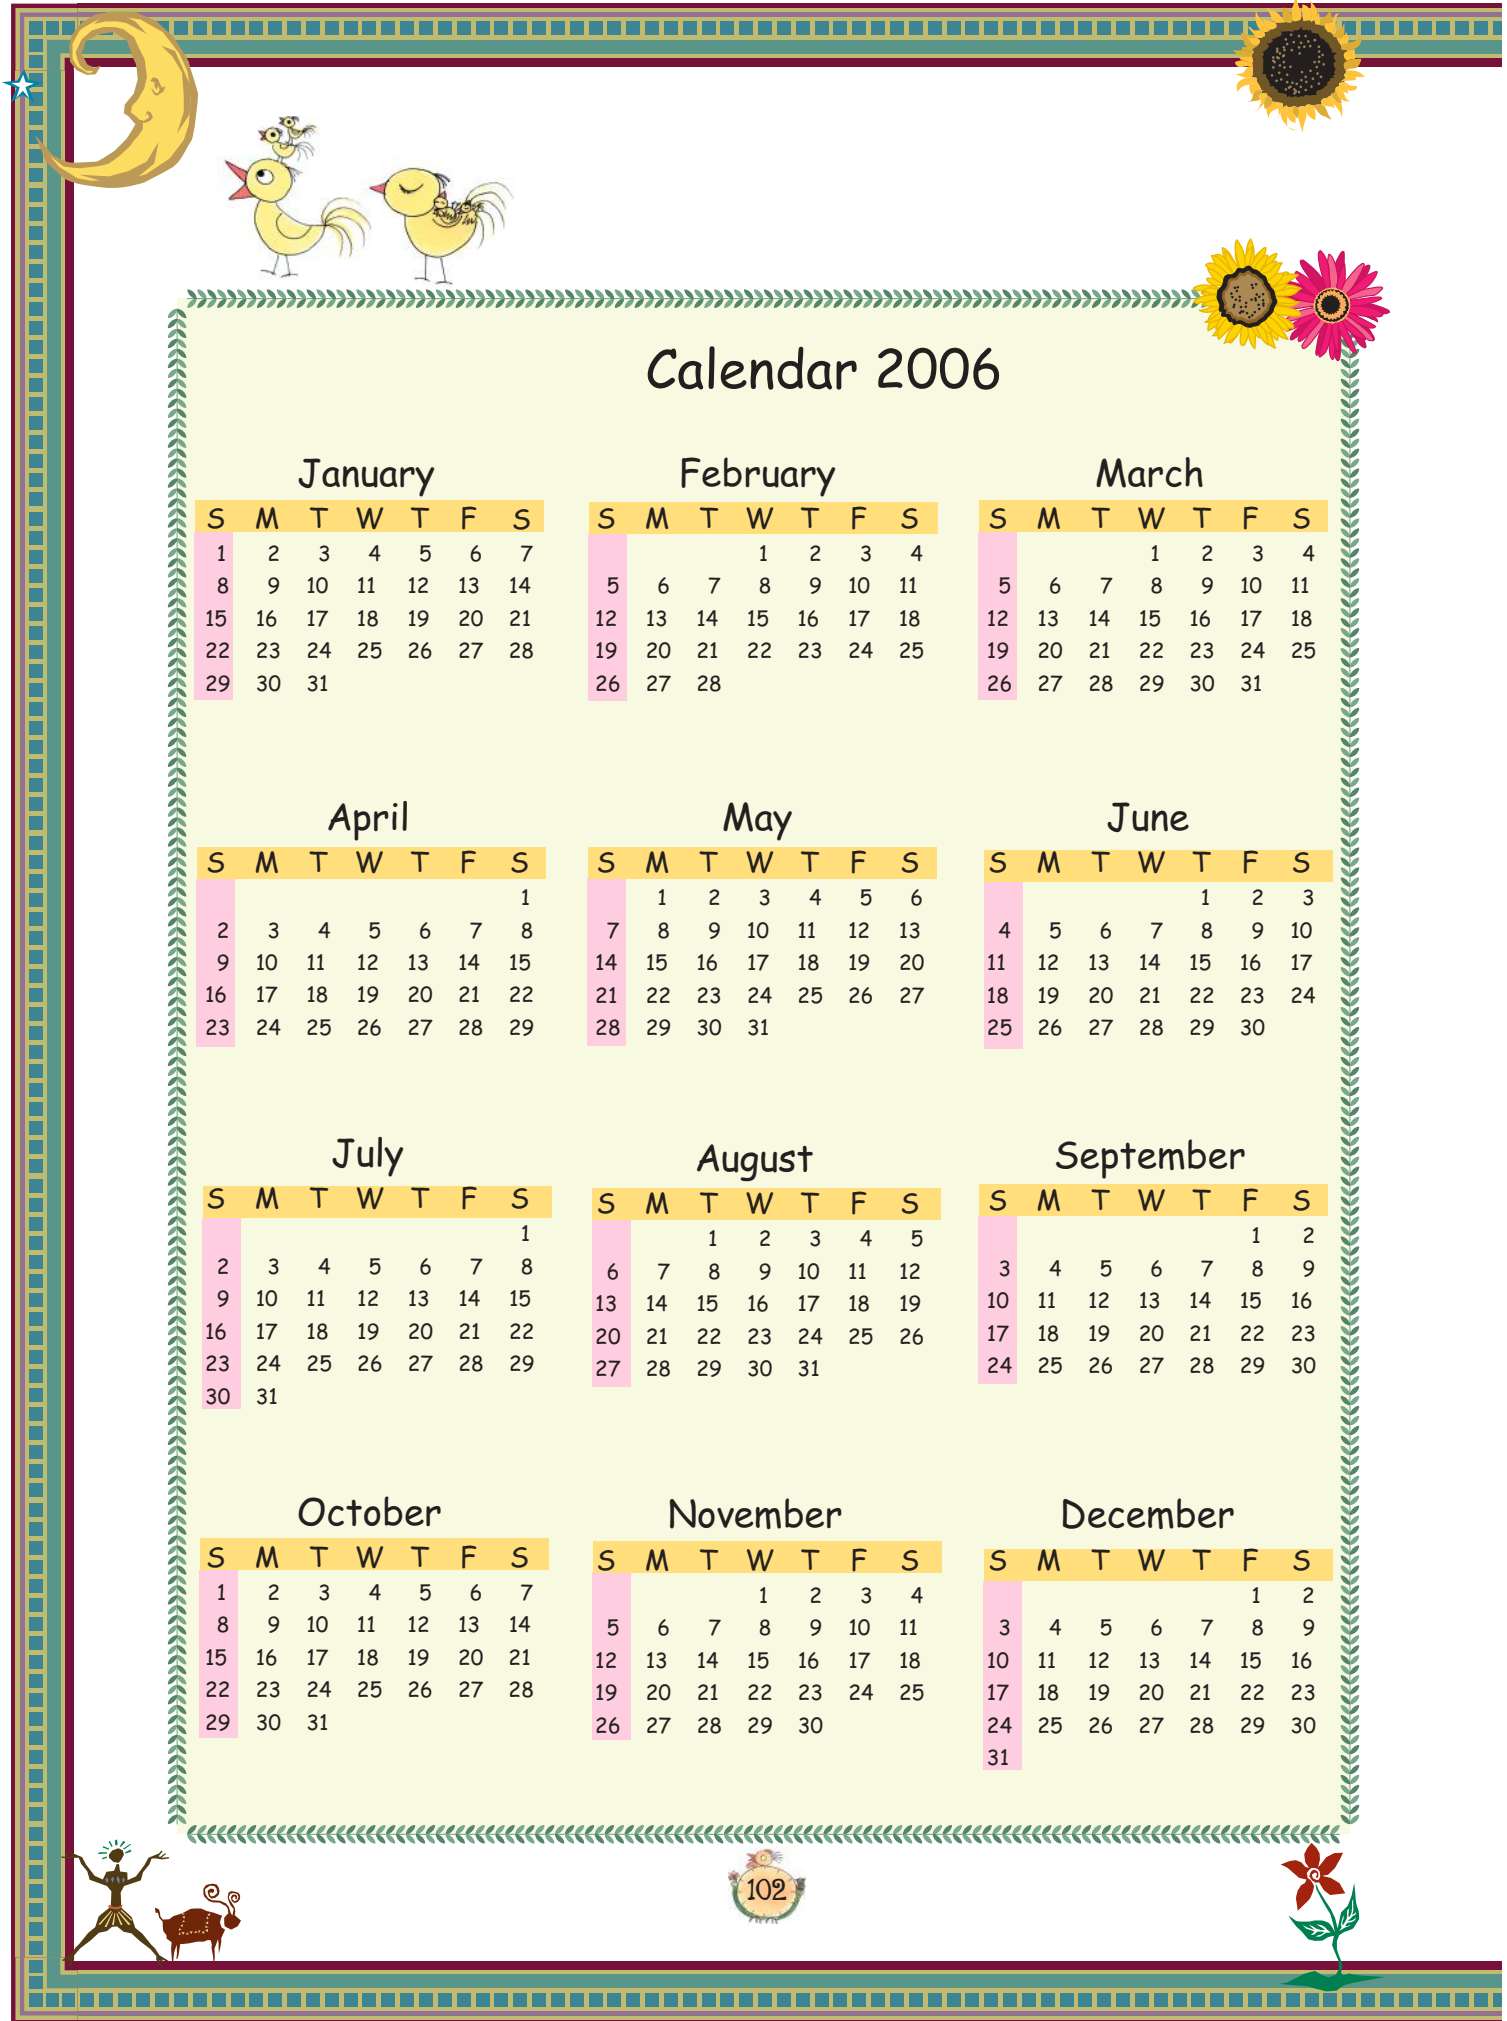 Calendar 2006
January
S M T W T F S
1 2 3 4 5 6 7
8 9 10 11 12 13 14
15 16 17 18 19 20 21
22 23 24 25 26 27 28
29 30 31
February
S M T W T F S
1 2 3 4
5 6 7 8 9 10 11
12 13 14 15 16 17 18
19 20 21 22 23 24 25
26 27 28
March
S M T W T F S
1 2 3 4
5 6 7 8 9 10 11
12 13 14 15 16 17 18
19 20 21 22 23 24 25
26 27 28 29 30 31
April
S M T W T F S
1
2 3 4 5 6 7 8
9 10 11 12 13 14 15
16 17 18 19 20 21 22
23 24 25 26 27 28 29
May
S M T W T F S
1 2 3 4 5 6
7 8 9 10 11 12 13
14 15 16 17 18 19 20
21 22 23 24 25 26 27
28 29 30 31
June
S M T W T F S
1 2 3
4 5 6 7 8 9 10
11 12 13 14 15 16 17
18 19 20 21 22 23 24
25 26 27 28 29 30
July
S M T W T F S
1
2 3 4 5 6 7 8
9 10 11 12 13 14 15
16 17 18 19 20 21 22
23 24 25 26 27 28 29
30 31
August
S M T W T F S
1 2 3 4 5
6 7 8 9 10 11 12
13 14 15 16 17 18 19
20 21 22 23 24 25 26
27 28 29 30 31
September
S M T W T F S
1 2
3 4 5 6 7 8 9
10 11 12 13 14 15 16
17 18 19 20 21 22 23
24 25 26 27 28 29 30
October
S M T W T F S
1 2 3 4 5 6 7
8 9 10 11 12 13 14
15 16 17 18 19 20 21
22 23 24 25 26 27 28
29 30 31
November
S M T W T F S
1 2 3 4
5 6 7 8 9 10 11
12 13 14 15 16 17 18
19 20 21 22 23 24 25
26 27 28 29 30
December
S M T W T F S
1 2
3 4 5 6 7 8 9
10 11 12 13 14 15 16
17 18 19 20 21 22 23
24 25 26 27 28 29 30
31
102